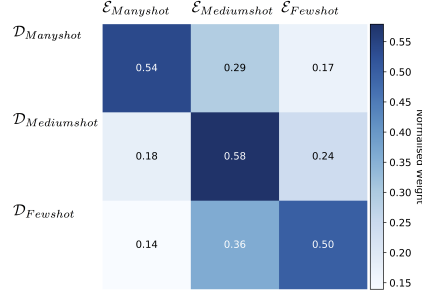 ℰManyshot ℰMediumshot ℰFewshot
𝒟Manyshot 0.54 0.29 0.17
𝒟Mediumshot 0.18 0.58 0.24
𝒟Fewshot 0.14 0.36 0.50
0.55
0.50
0.45
0.40
0.35
0.30
0.25
0.20
0.15
Normalised Weight